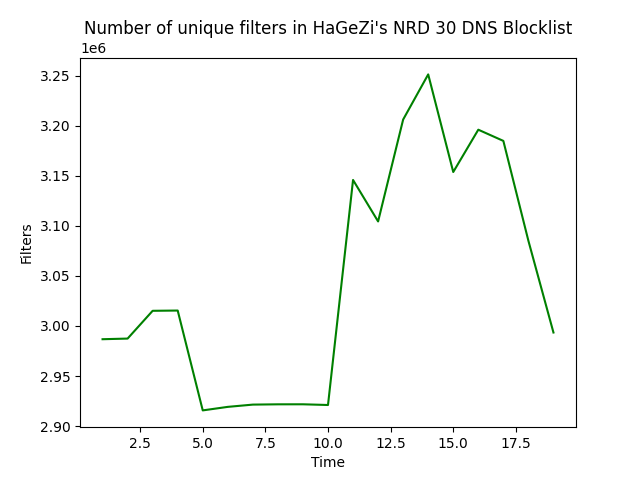 Number of unique filters in HaGeZi's NRD 30 DNS Blocklist
1e6
3.25
3.20
3.15
3.10
3.05
3.00
2.95
2.90
Filters
2.5 5.0 7.5 10.0 12.5 15.0 17.5
Time